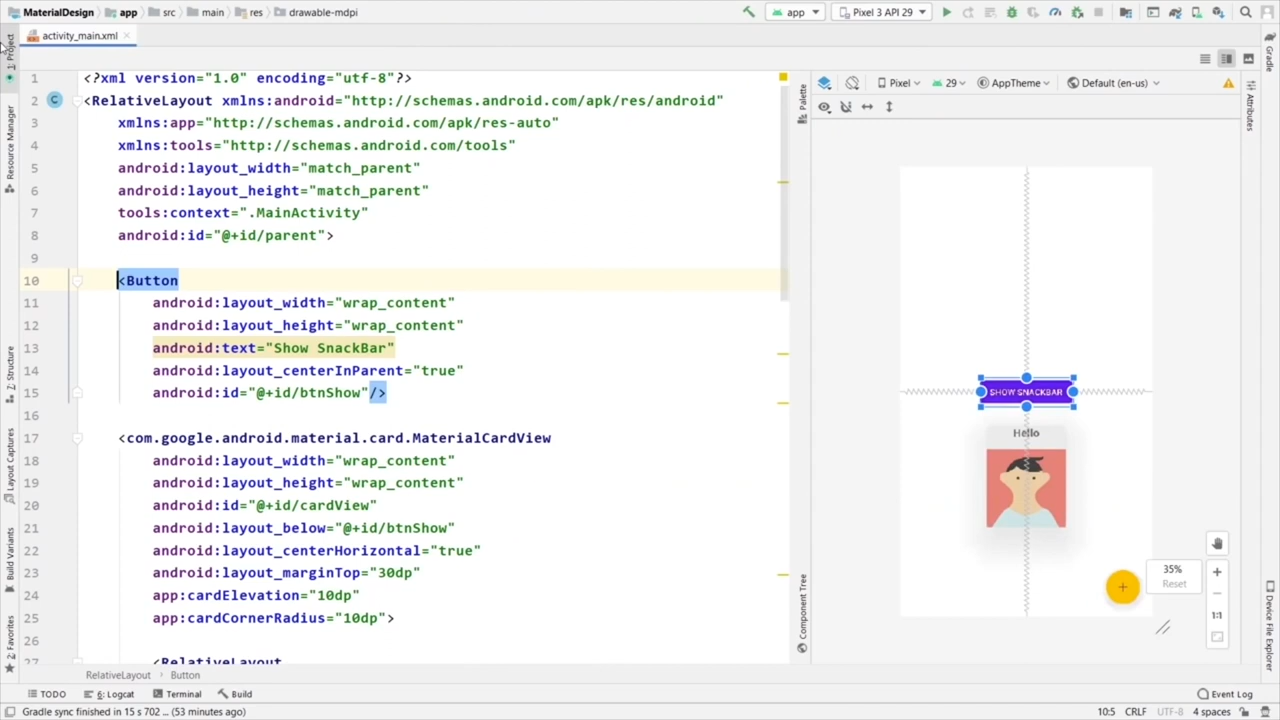 MaterialDesign app src main res drawable-mdpi app Pixel 3 API 29
activity_main.xml
1: Project
Resource Manager
7: Structure
Layout Captures
Build Variants
2: Favorites
1 <?xml version="1.0" encoding="utf-8"?>
2 <RelativeLayout xmlns:android="http://schemas.android.com/apk/res/android"
3 xmlns:app="http://schemas.android.com/apk/res-auto"
4 xmlns:tools="http://schemas.android.com/tools"
5 android:layout_width="match_parent"
6 android:layout_height="match_parent"
7 tools:context=".MainActivity"
8 android:id="@+id/parent">
9
10 <Button
11 android:layout_width="wrap_content"
12 android:layout_height="wrap_content"
13 android:text="Show SnackBar"
14 android:layout_centerInParent="true"
15 android:id="@+id/btnShow"/>
16
17 <com.google.android.material.card.MaterialCardView
18 android:layout_width="wrap_content"
19 android:layout_height="wrap_content"
20 android:id="@+id/cardView"
21 android:layout_below="@+id/btnShow"
22 android:layout_centerHorizontal="true"
23 android:layout_marginTop="30dp"
24 app:cardElevation="10dp"
25 app:cardCornerRadius="10dp">
26
27 <RelativeLayout
RelativeLayout Button
Palette
Component Tree
Pixel 29 AppTheme Default (en-us)
SHOW SNACKBAR
Hello
35%
Reset
1:1
Gradle
Attributes
Device File Explorer
TODO 6: Logcat Terminal Build Event Log
Gradle sync finished in 15 s 702 ... (53 minutes ago) 10:5 CRLF UTF-8 4 spaces